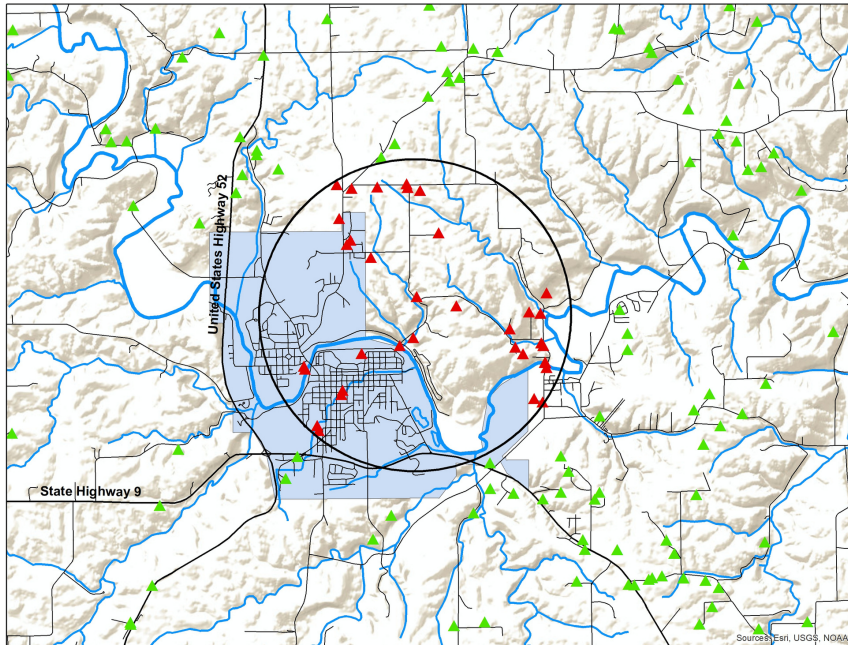 United States Highway 52
State Highway 9
Sources: Esri, USGS, NOAA